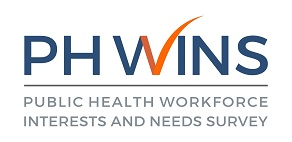 PH WINS
PUBLIC HEALTH WORKFORCE
INTERESTS AND NEEDS SURVEY